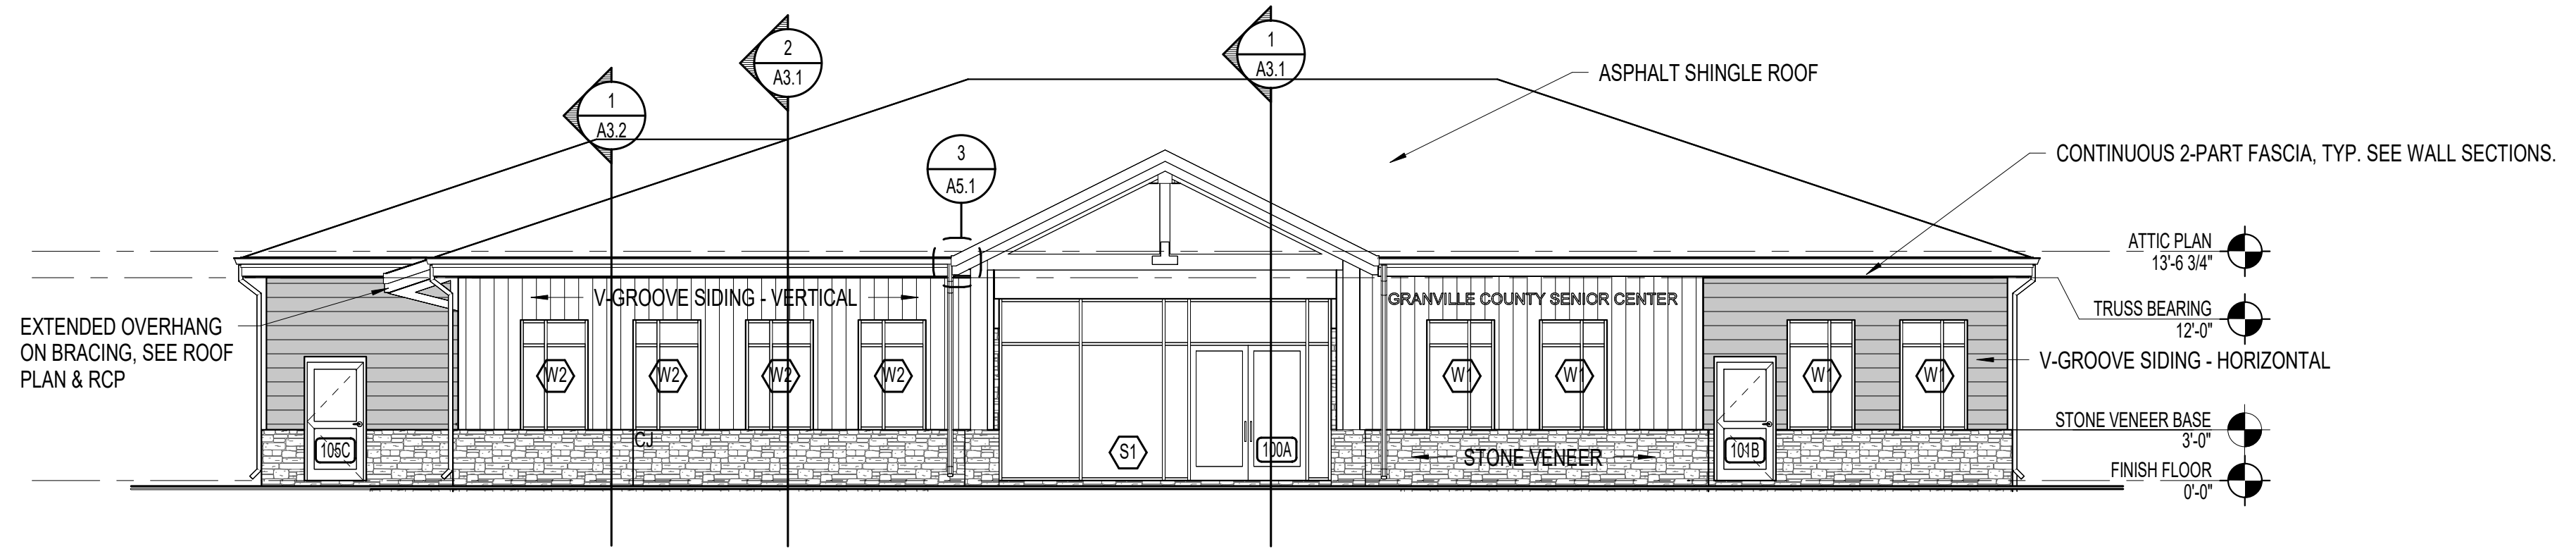 1
A3.2
2
A3.1
3
A5.1
1
A3.1
ASPHALT SHINGLE ROOF
CONTINUOUS 2-PART FASCIA, TYP. SEE WALL SECTIONS.
ATTIC PLAN
13'-6 3/4"
TRUSS BEARING
12'-0"
V-GROOVE SIDING - HORIZONTAL
STONE VENEER BASE
3'-0"
FINISH FLOOR
0'-0"
EXTENDED OVERHANG
ON BRACING, SEE ROOF
PLAN & RCP
V-GROOVE SIDING - VERTICAL
GRANVILLE COUNTY SENIOR CENTER
W2
W2
W2
W2
W1
W1
W1
W1
105C
CJ
S1
100A
STONE VENEER
101B